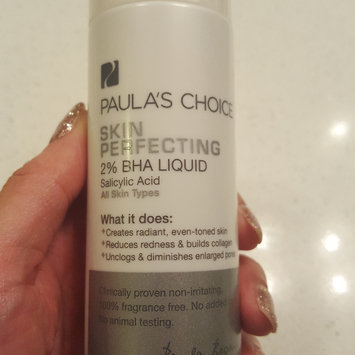 PAULA'S CHOICE
SKIN
PERFECTING
2% BHA LIQUID
Salicylic Acid
All Skin Types
What it does:
*Creates radiant, even-toned skin
*Reduces redness & builds collagen
*Unclogs & diminishes enlarged pores
Clinically proven non-irritating.
100% fragrance free. No added
No animal testing.